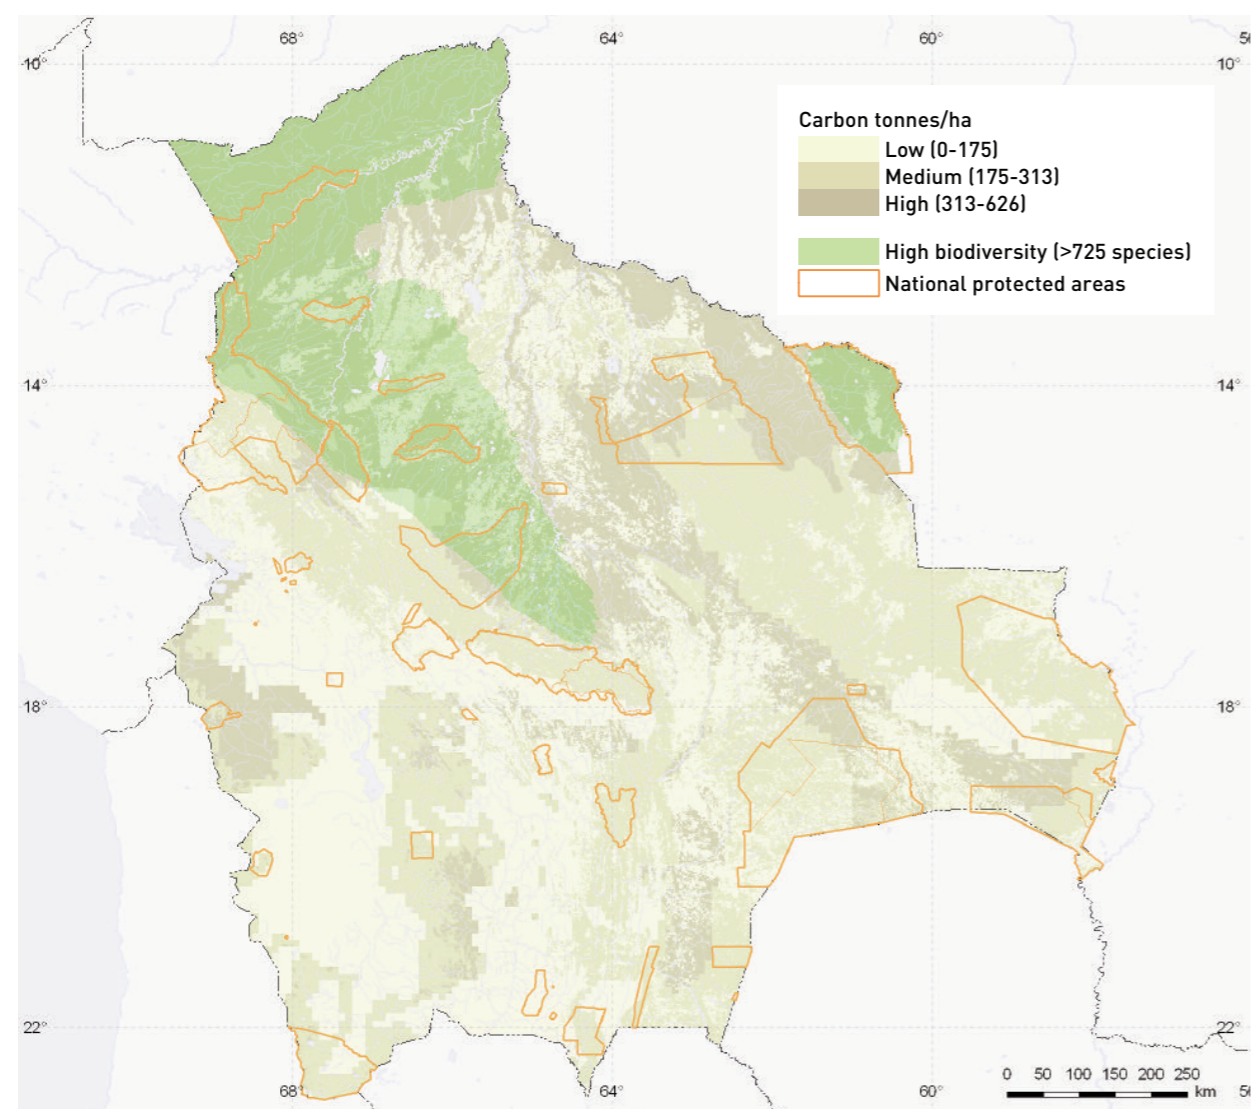 68°
64°
60°
10°
10°
Carbon tonnes/ha
Low (0-175)
Medium (175-313)
High (313-626)
High biodiversity (>725 species)
National protected areas
14°
14°
18°
18°
22°
22°
68°
64°
60°
0 50 100 150 200 250
km